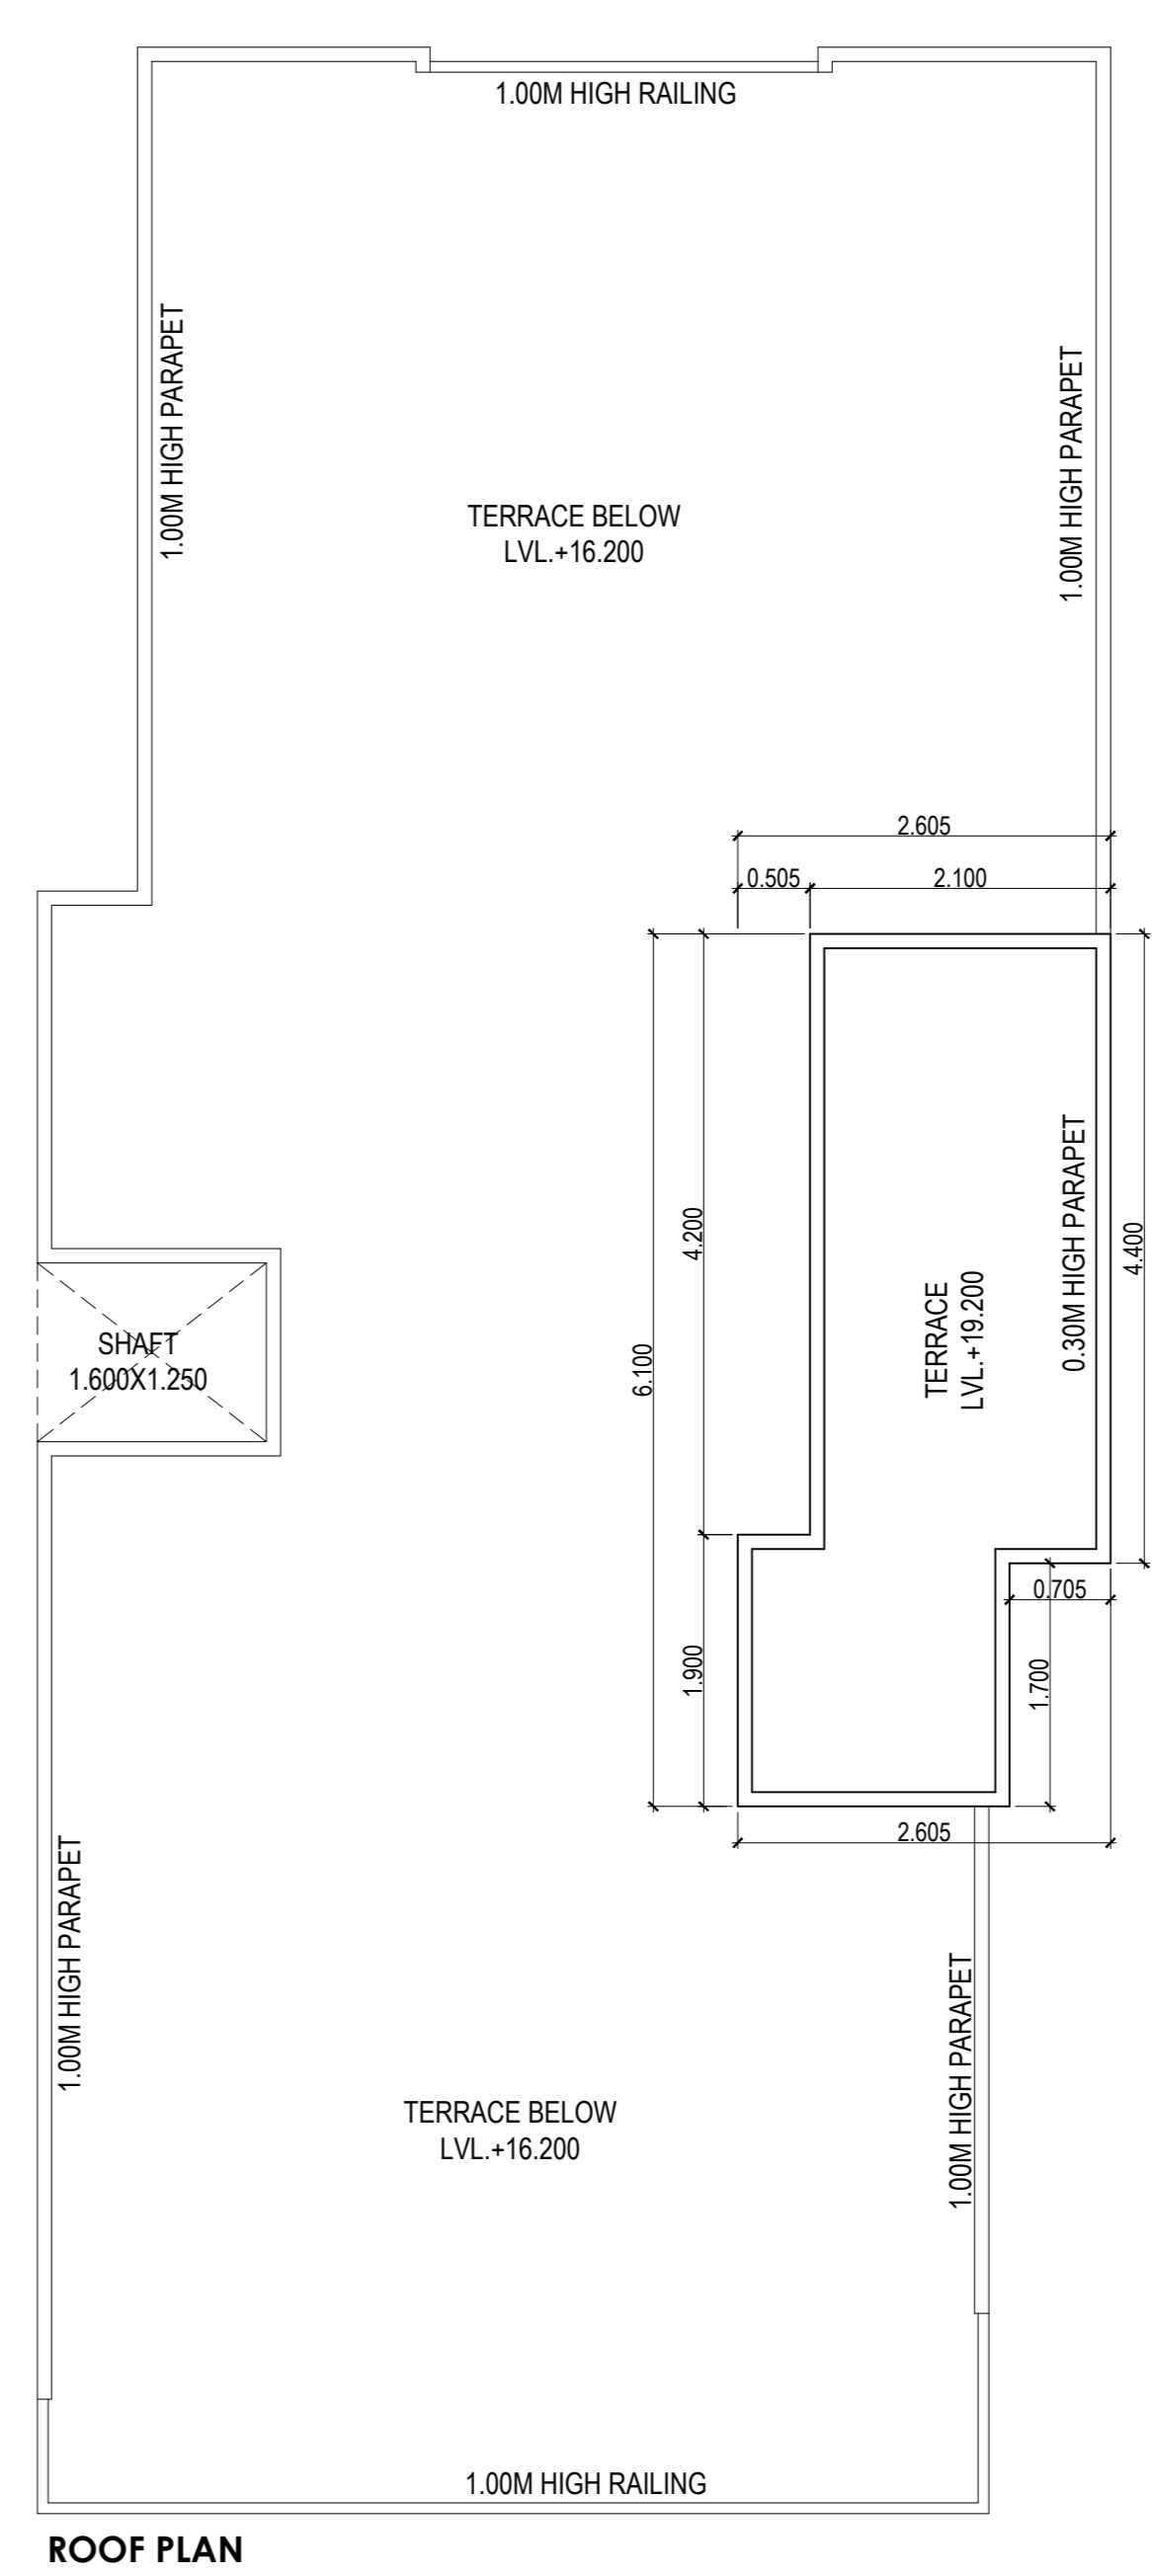 1.00M HIGH RAILING
1.00M HIGH PARAPET
1.00M HIGH PARAPET
TERRACE BELOW
LVL.+16.200
2.605
0.505
2.100
4.200
6.100
4.400
0.30M HIGH PARAPET
TERRACE
LVL.+19.200
SHAFT
1.600X1.250
0.705
1.900
1.700
2.605
1.00M HIGH PARAPET
1.00M HIGH PARAPET
TERRACE BELOW
LVL.+16.200
1.00M HIGH RAILING
ROOF PLAN